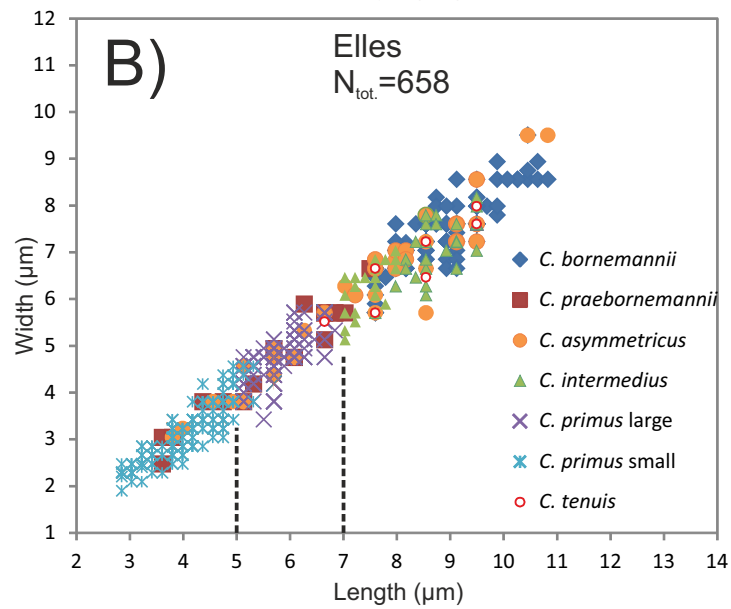 B)
Elles
Ntot.=658
Width (µm)
12
11
10
9
8
7
6
5
4
3
2
1
C. bornemannii
C. praebornemannii
C. asymmetricus
C. intermedius
C. primus large
C. primus small
C. tenuis
2 3 4 5 6 7 8 9 10 11 12 13 14
Length (µm)